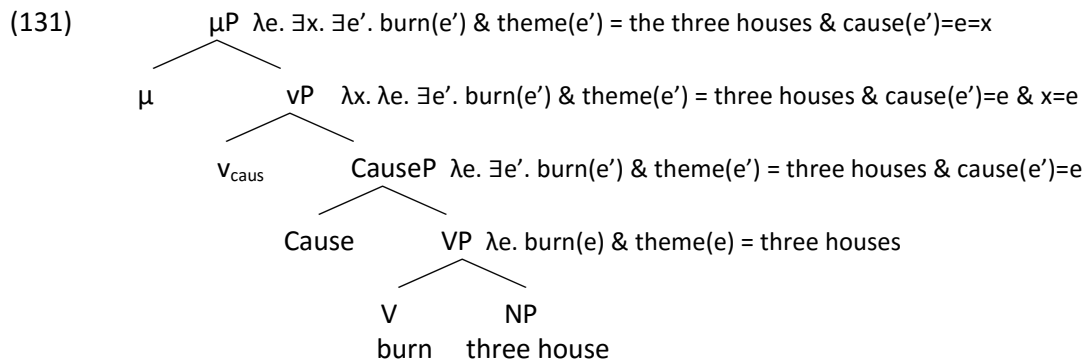 (131) μP λe. ∃x. ∃e’. burn(e’) & theme(e’) = the three houses & cause(e’)=e=x
μ vP λx. λe. ∃e’. burn(e’) & theme(e’) = three houses & cause(e’)=e & x=e
vcaus CauseP λe. ∃e’. burn(e’) & theme(e’) = three houses & cause(e’)=e
Cause VP λe. burn(e) & theme(e) = three houses
V NP
burn three house